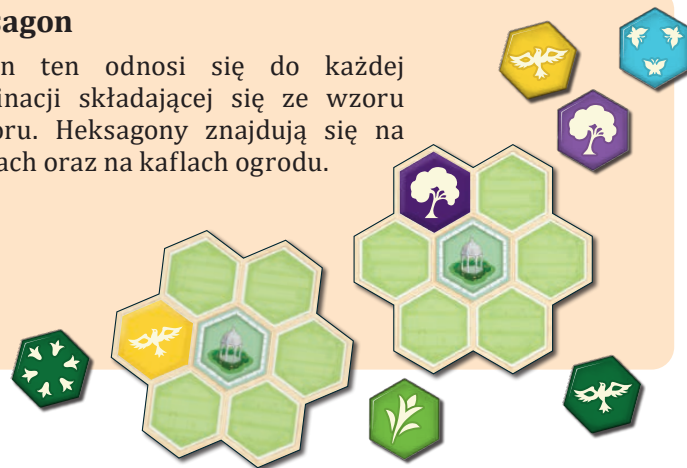 sagon
n ten odnosi się do każdej
inacji składającej się ze wzoru
oru. Heksagony znajdują się na
ach oraz na kaflach ogrodu.